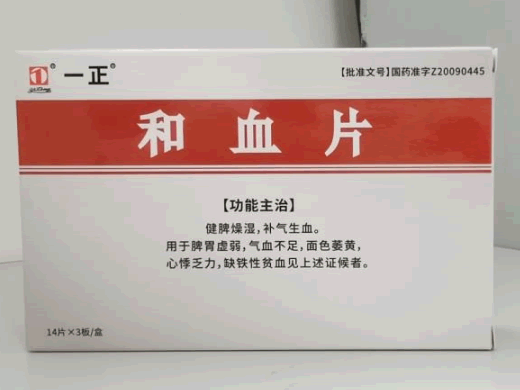 一正
【批准文号】国药准字Z20090445
和血片
【功能主治】
健脾燥湿，补气生血。
用于脾胃虚弱，气血不足，面色萎黄，
心悸乏力，缺铁性贫血见上述证候者。
14片×3板/盒